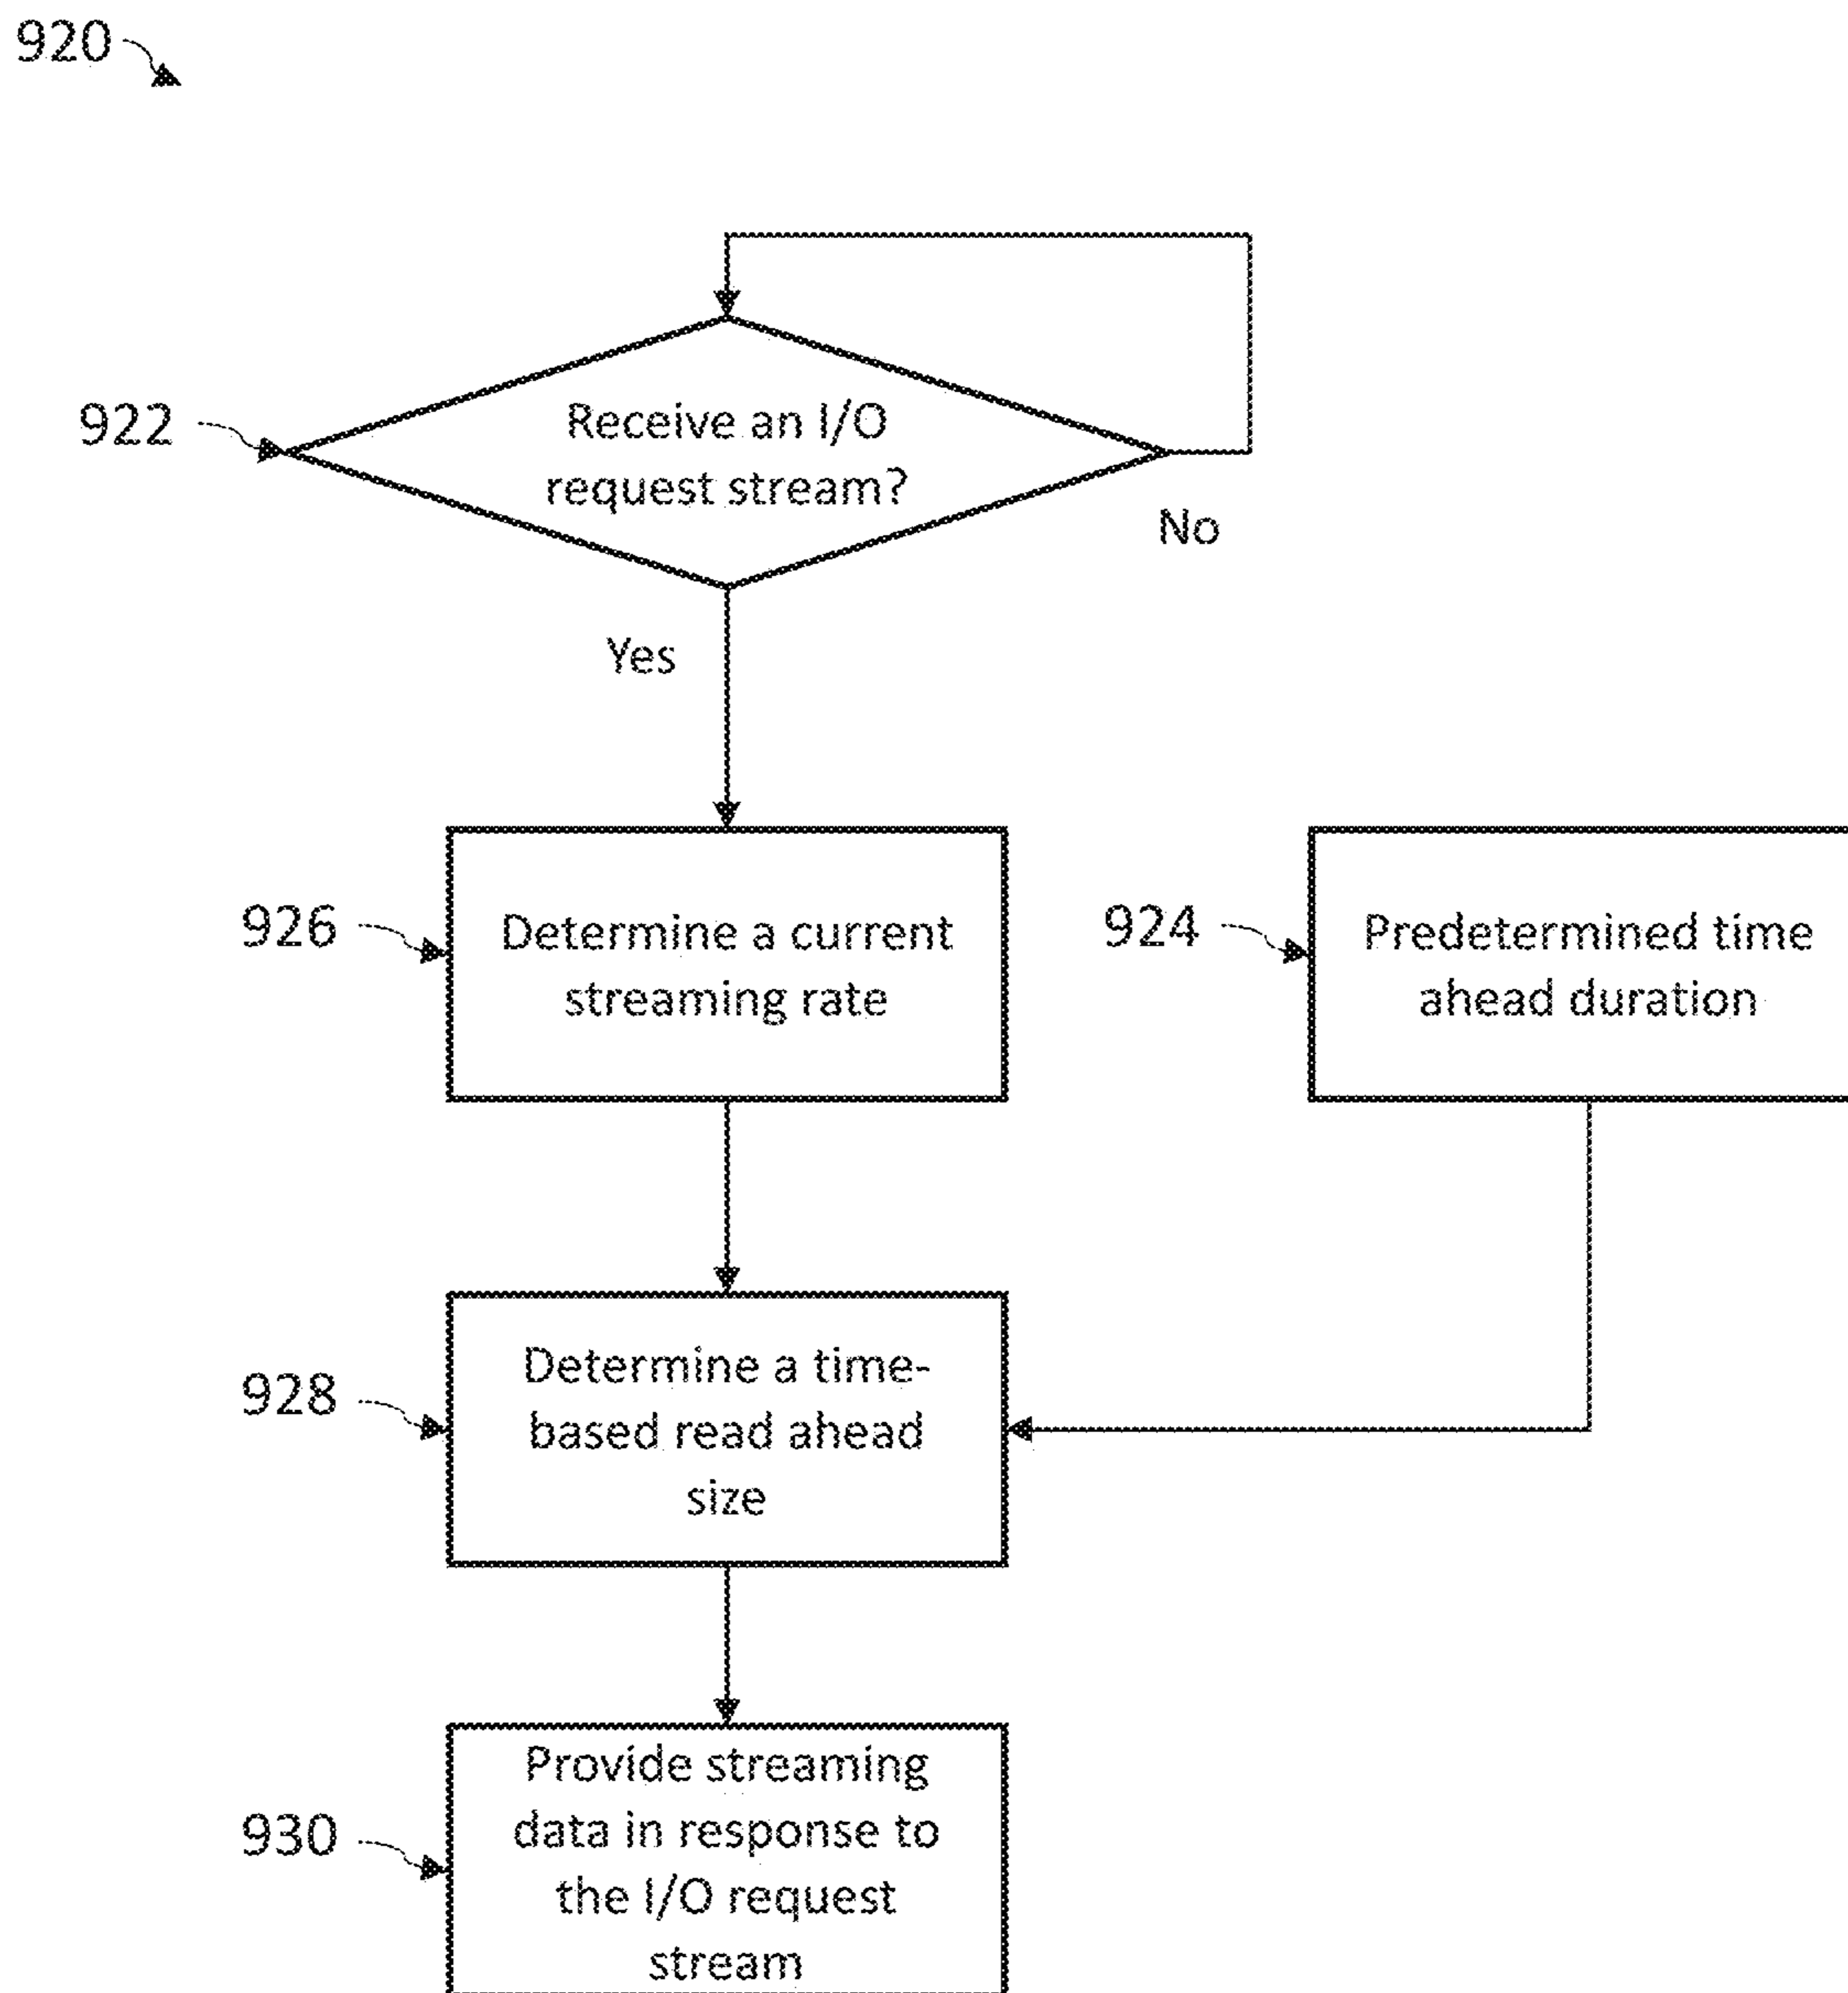 920
922
Receive an I/O
request stream?
No
Yes
926
Determine a current
streaming rate
924
Predetermined time
ahead duration
928
Determine a time-
based read ahead
size
930
Provide streaming
data in response to
the I/O request
stream